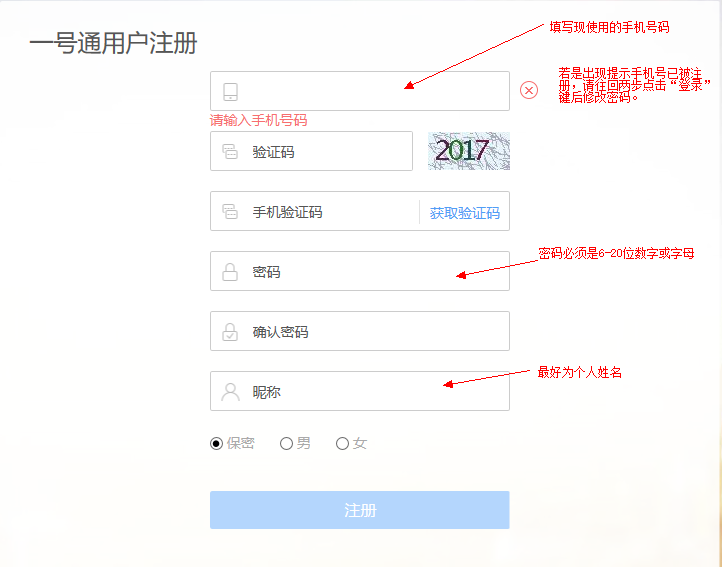 一号通用户注册
填写现使用的手机号码
若是出现提示手机号已被注
册，请往回两步点击“登录”
键后修改密码。
请输入手机号码
验证码
2017
手机验证码 获取验证码
密码必须是6-20位数字或字母
密码
确认密码
最好为个人姓名
昵称
保密 男 女
注册